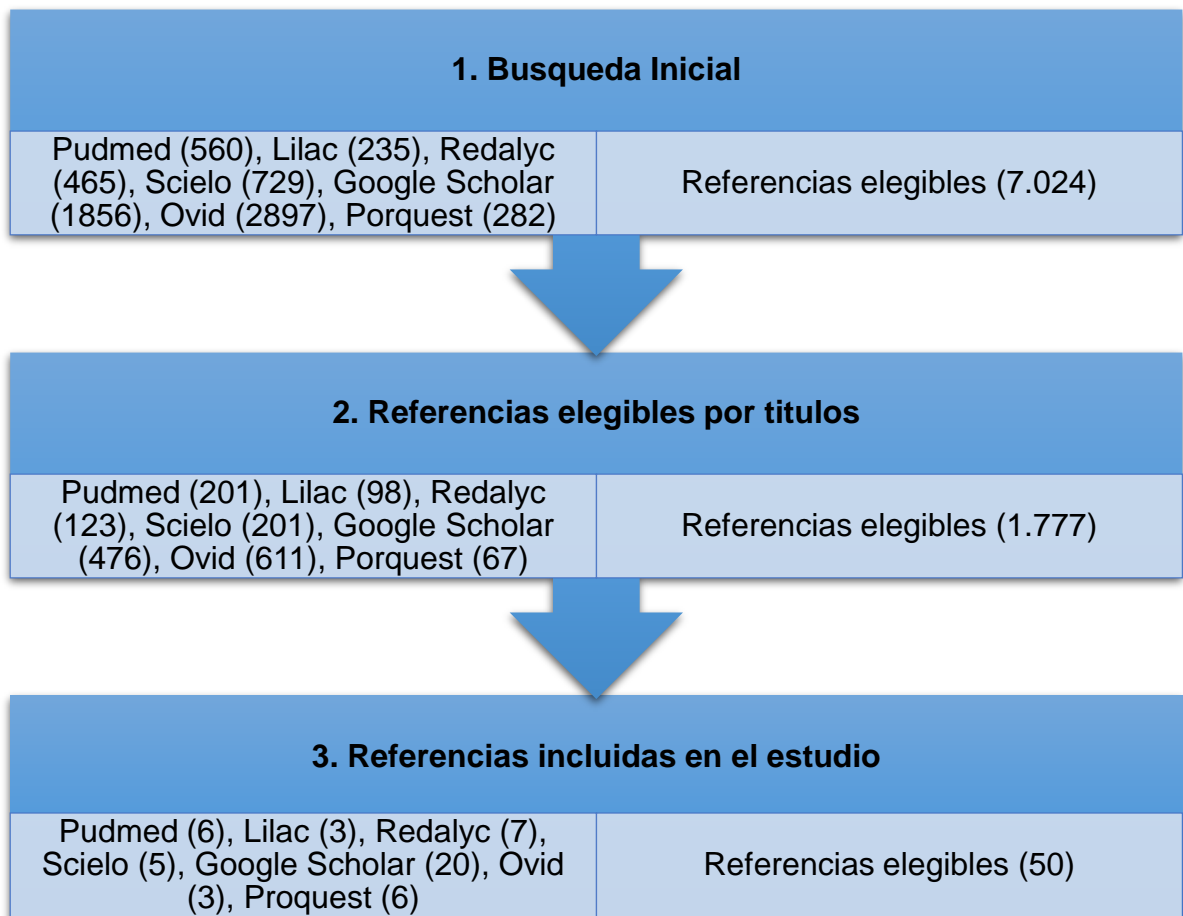 1. Busqueda Inicial
Pudmed (560), Lilac (235), Redalyc
(465), Scielo (729), Google Scholar
(1856), Ovid (2897), Porquest (282)
Referencias elegibles (7.024)
2. Referencias elegibles por titulos
Pudmed (201), Lilac (98), Redalyc
(123), Scielo (201), Google Scholar
(476), Ovid (611), Porquest (67)
Referencias elegibles (1.777)
3. Referencias incluidas en el estudio
Pudmed (6), Lilac (3), Redalyc (7),
Scielo (5), Google Scholar (20), Ovid
(3), Proquest (6)
Referencias elegibles (50)